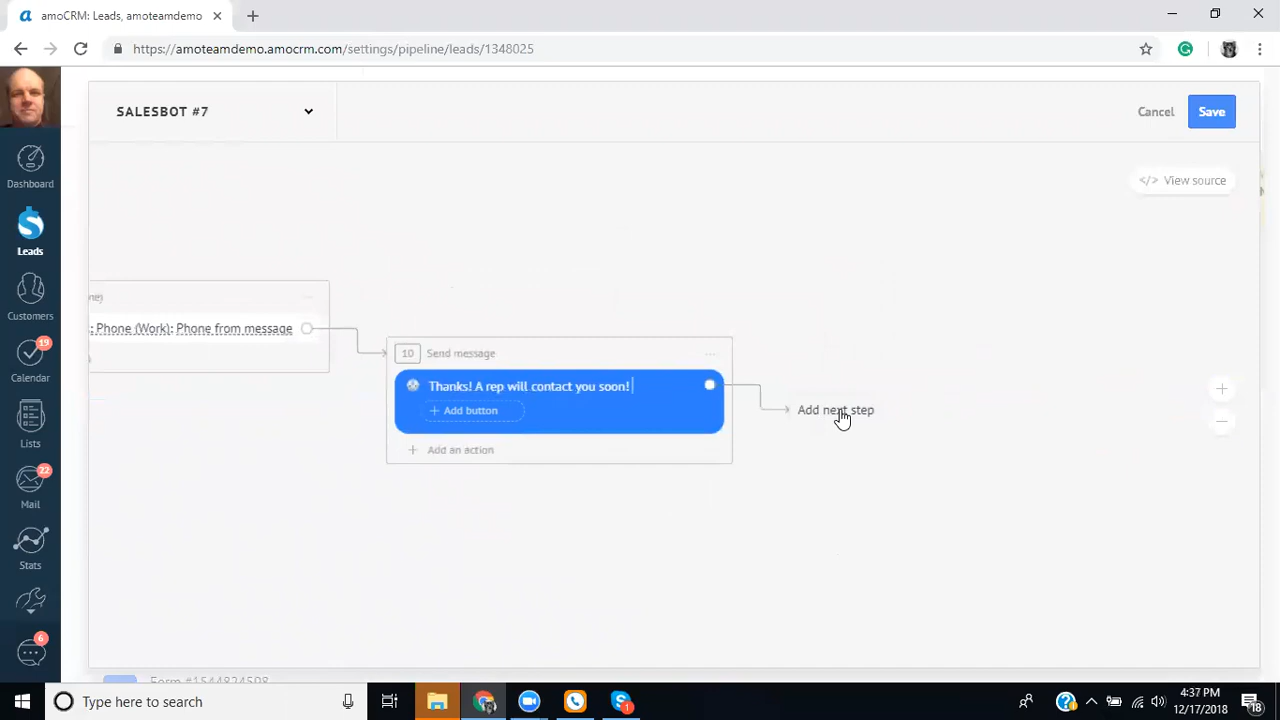 amoCRM: Leads, amoteamdemo
https://amoteamdemo.amocrm.com/settings/pipeline/leads/1348025
SALESBOT #7
Cancel
Save
</> View source
Dashboard
Leads
Customers
19
Calendar
Lists
22
Mail
Stats
6
: Phone (Work): Phone from message
10 Send message
Thanks! A rep will contact you soon!
+ Add button
+ Add an action
Add next step
Form #1544824508
Type here to search
1
4:37 PM
12/17/2018
18